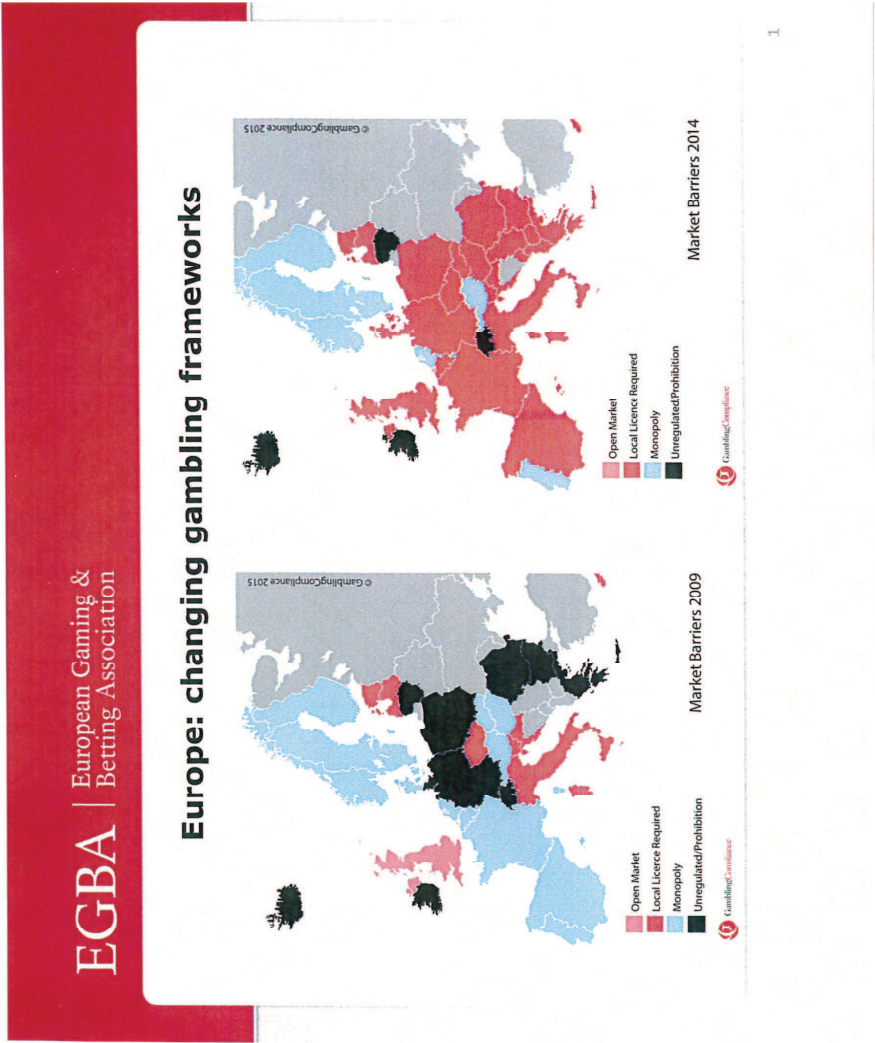 EGBA
European Gaming &
Betting Association
Europe: changing gambling frameworks
© GamblingCompliance 2015
Open Market
Local Licerce Required
Monopoly
Unregulated/Prohibition
Market Barriers 2009
GamblingCompliance
© GamblingCompliance 2015
Open Market
Local Licence Required
Monopoly
Unregulated/Prohibition
Market Barriers 2014
GamblingCompliance
1